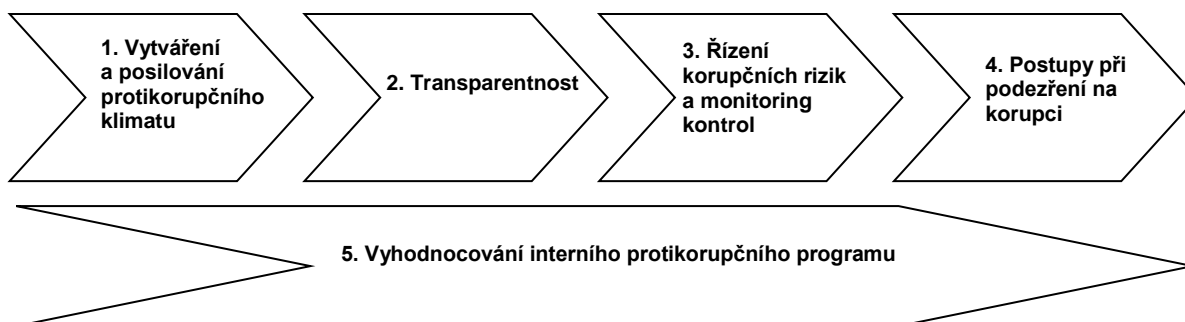 1. Vytváření
a posilování
protikorupčního
klimatu
2. Transparentnost
3. Řízení
korupčních rizik
a monitoring
kontrol
4. Postupy při
podezření na
korupci
5. Vyhodnocování interního protikorupčního programu